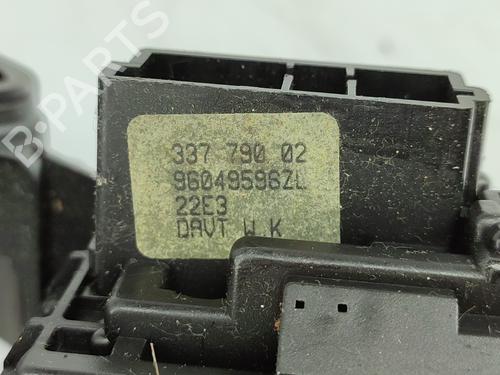 337 790 02
96049596ZL
22E3
DAVT W K
B-PARTS